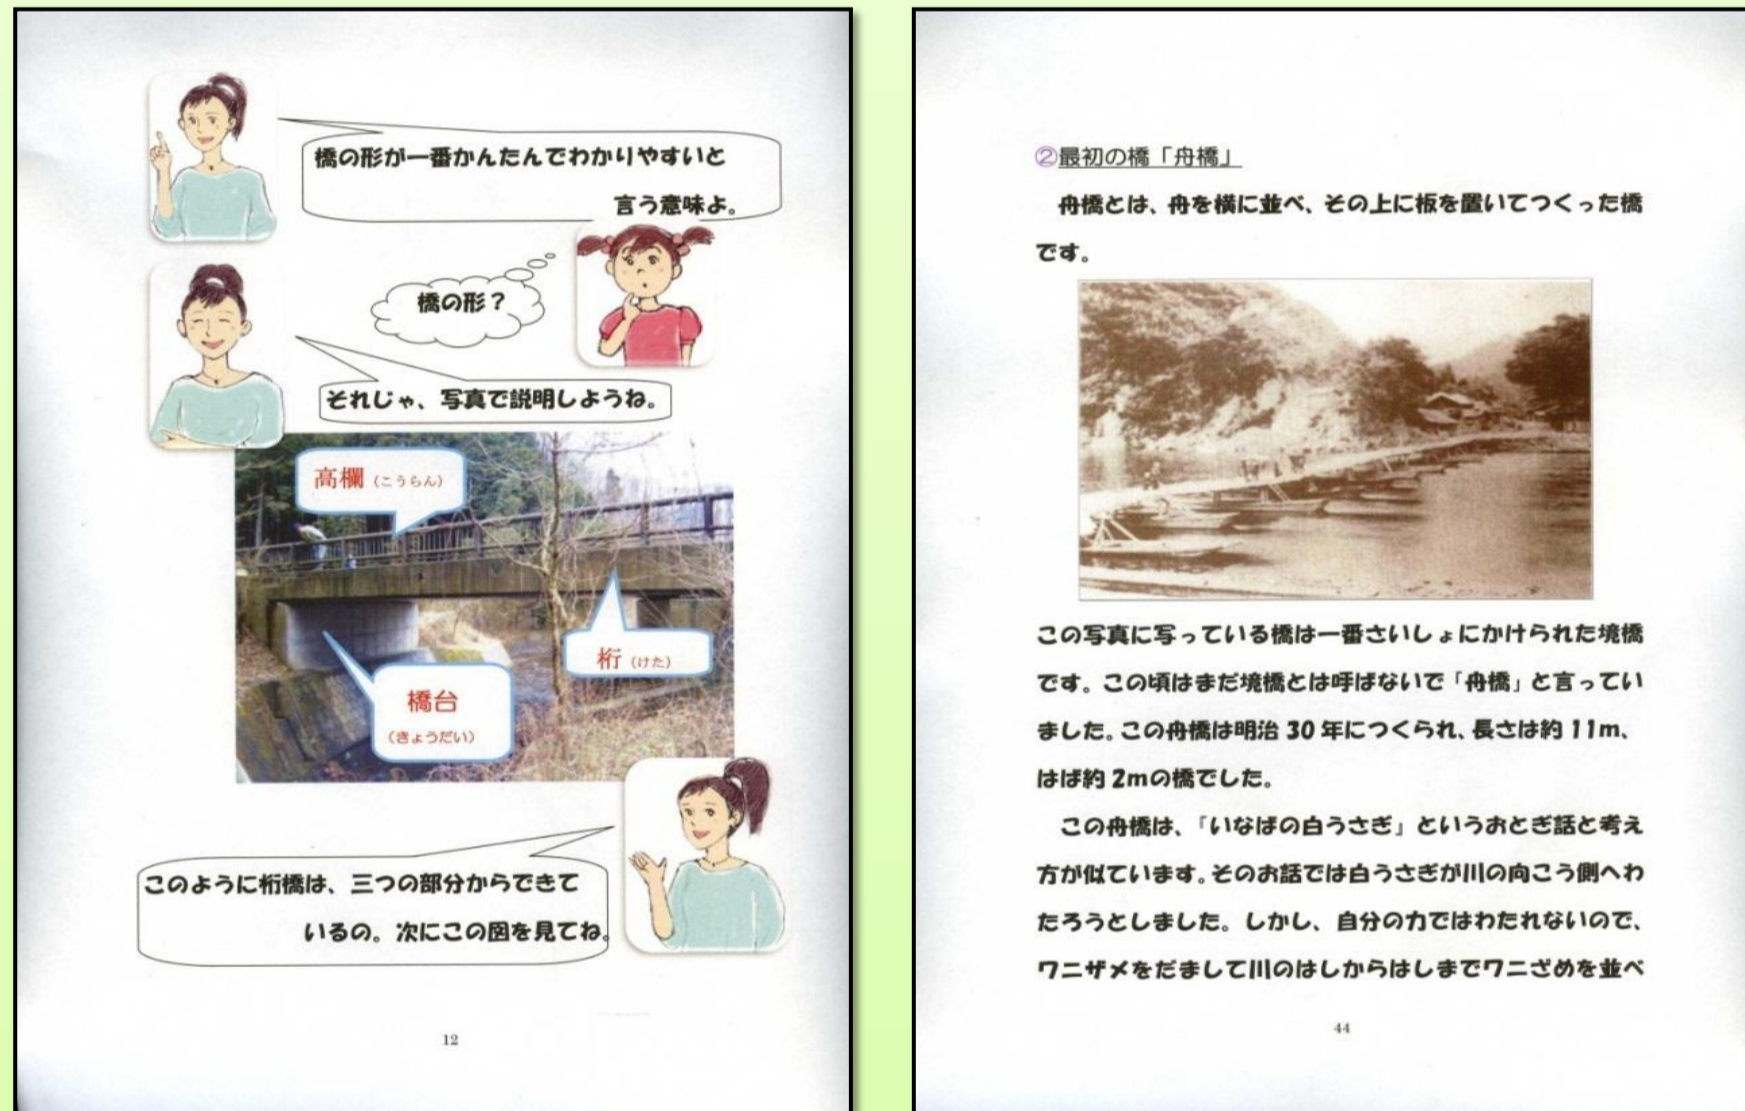 橋の形が一番かんたんでわかりやすいと
言う意味よ。
橋の形？
それじゃ、写真で説明しようね。
高欄（こうらん）
桁（けた）
橋台
（きょうだい）
このように桁橋は、三つの部分からできて
いるの。次にこの図を見てね。
12
②最初の橋「舟橋」
舟橋とは、舟を横に並べ、その上に板を置いてつくった橋
です。
この写真に写っている橋は一番さいしょにかけられた境橋
です。この頃はまだ境橋とは呼ばないで「舟橋」と言ってい
ました。この舟橋は明治 30 年につくられ、長さは約 11m、
はば約 2mの橋でした。
この舟橋は、「いなばの白うさぎ」というおとぎ話と考え
方が似ています。そのお話では白うさぎが川の向こう側へわ
たろうとしました。しかし、自分の力ではわたれないので、
ワニザメをだまして川のはしからはしまでワニざめを並べ
44